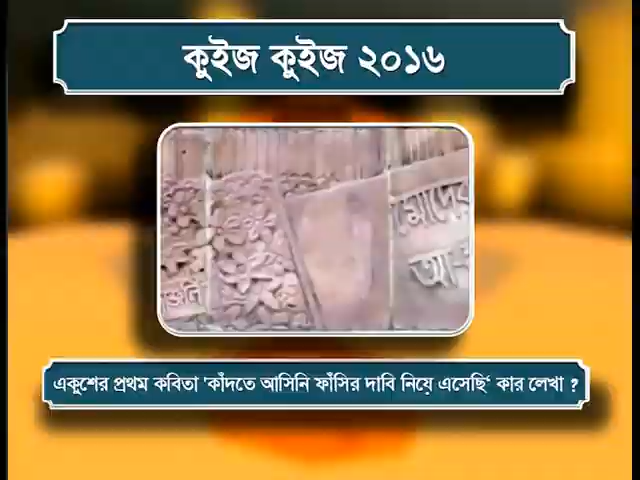 কুইজ কুইজ ২০১৬
মোদের
আ
একুশের প্রথম কবিতা 'কাঁদতে আসিনি ফাঁসির দাবি নিয়ে এসেছি' কার লেখা ?